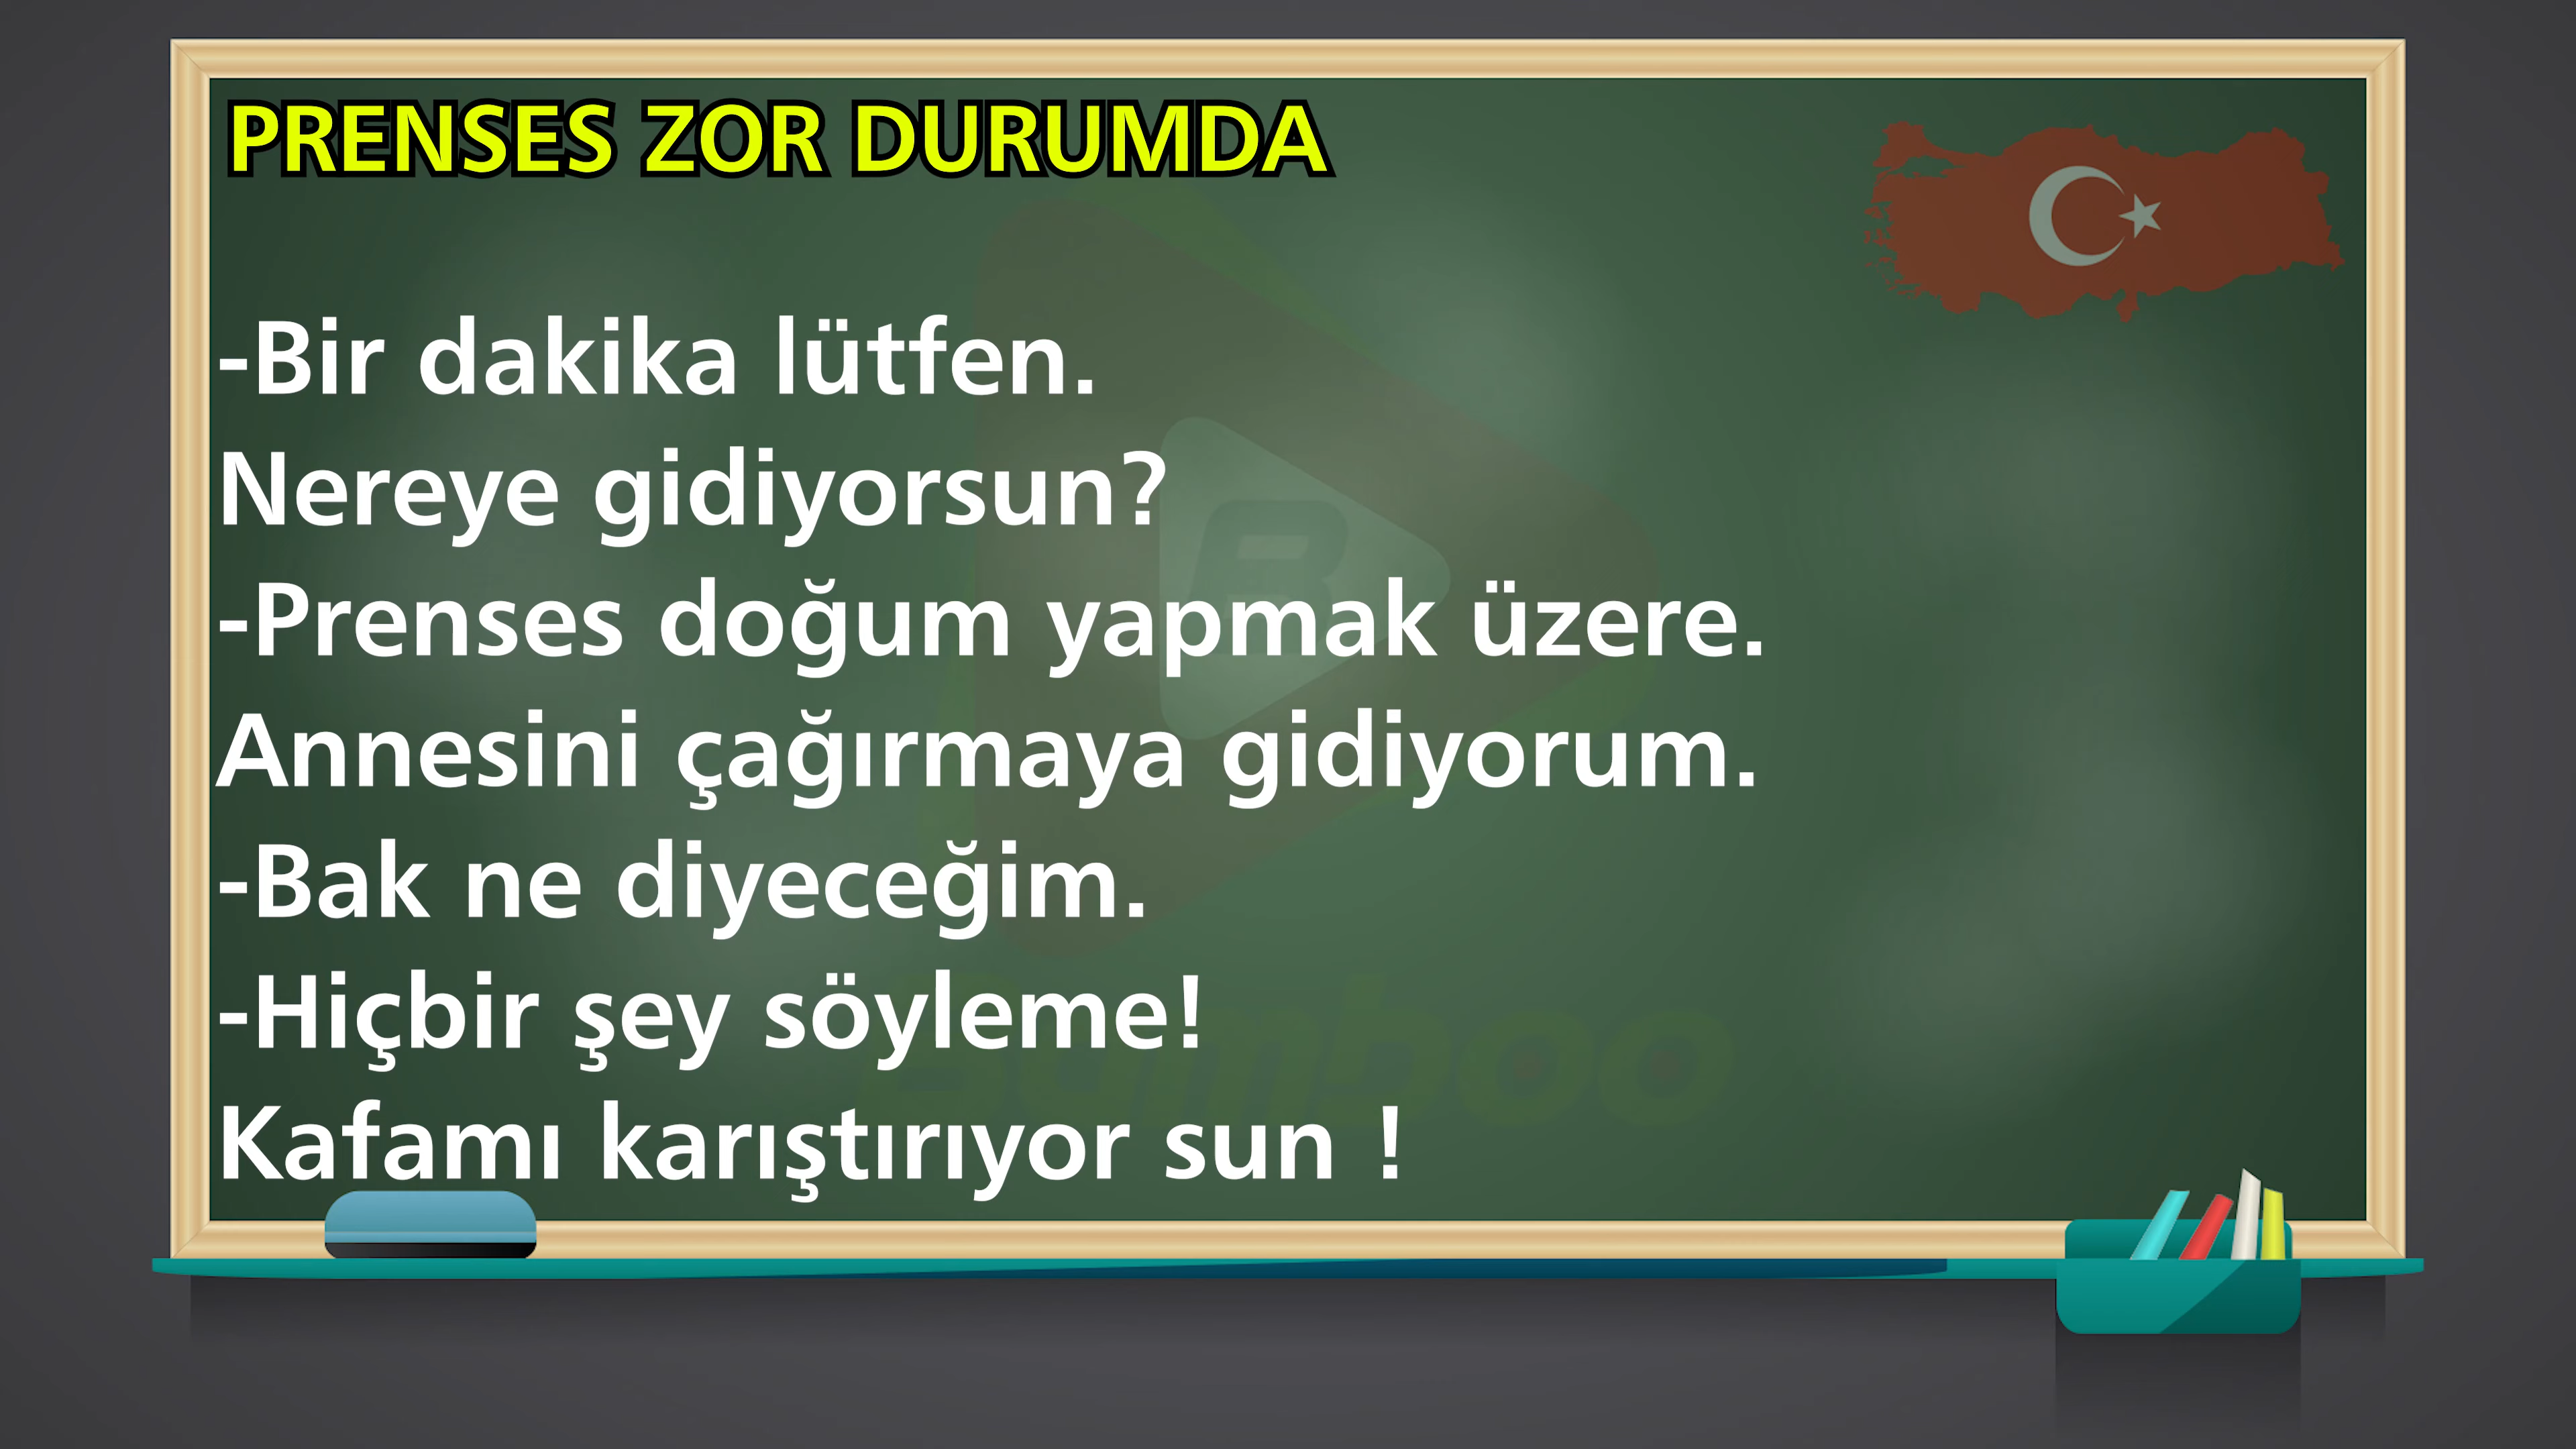 PRENSES ZOR DURUMDA
-Bir dakika lütfen.
Nereye gidiyorsun?
-Prenses doğum yapmak üzere.
Annesini çağırmaya gidiyorum.
-Bak ne diyeceğim.
-Hiçbir şey söyleme!
Kafamı karıştırıyor sun !
B
Bumboo